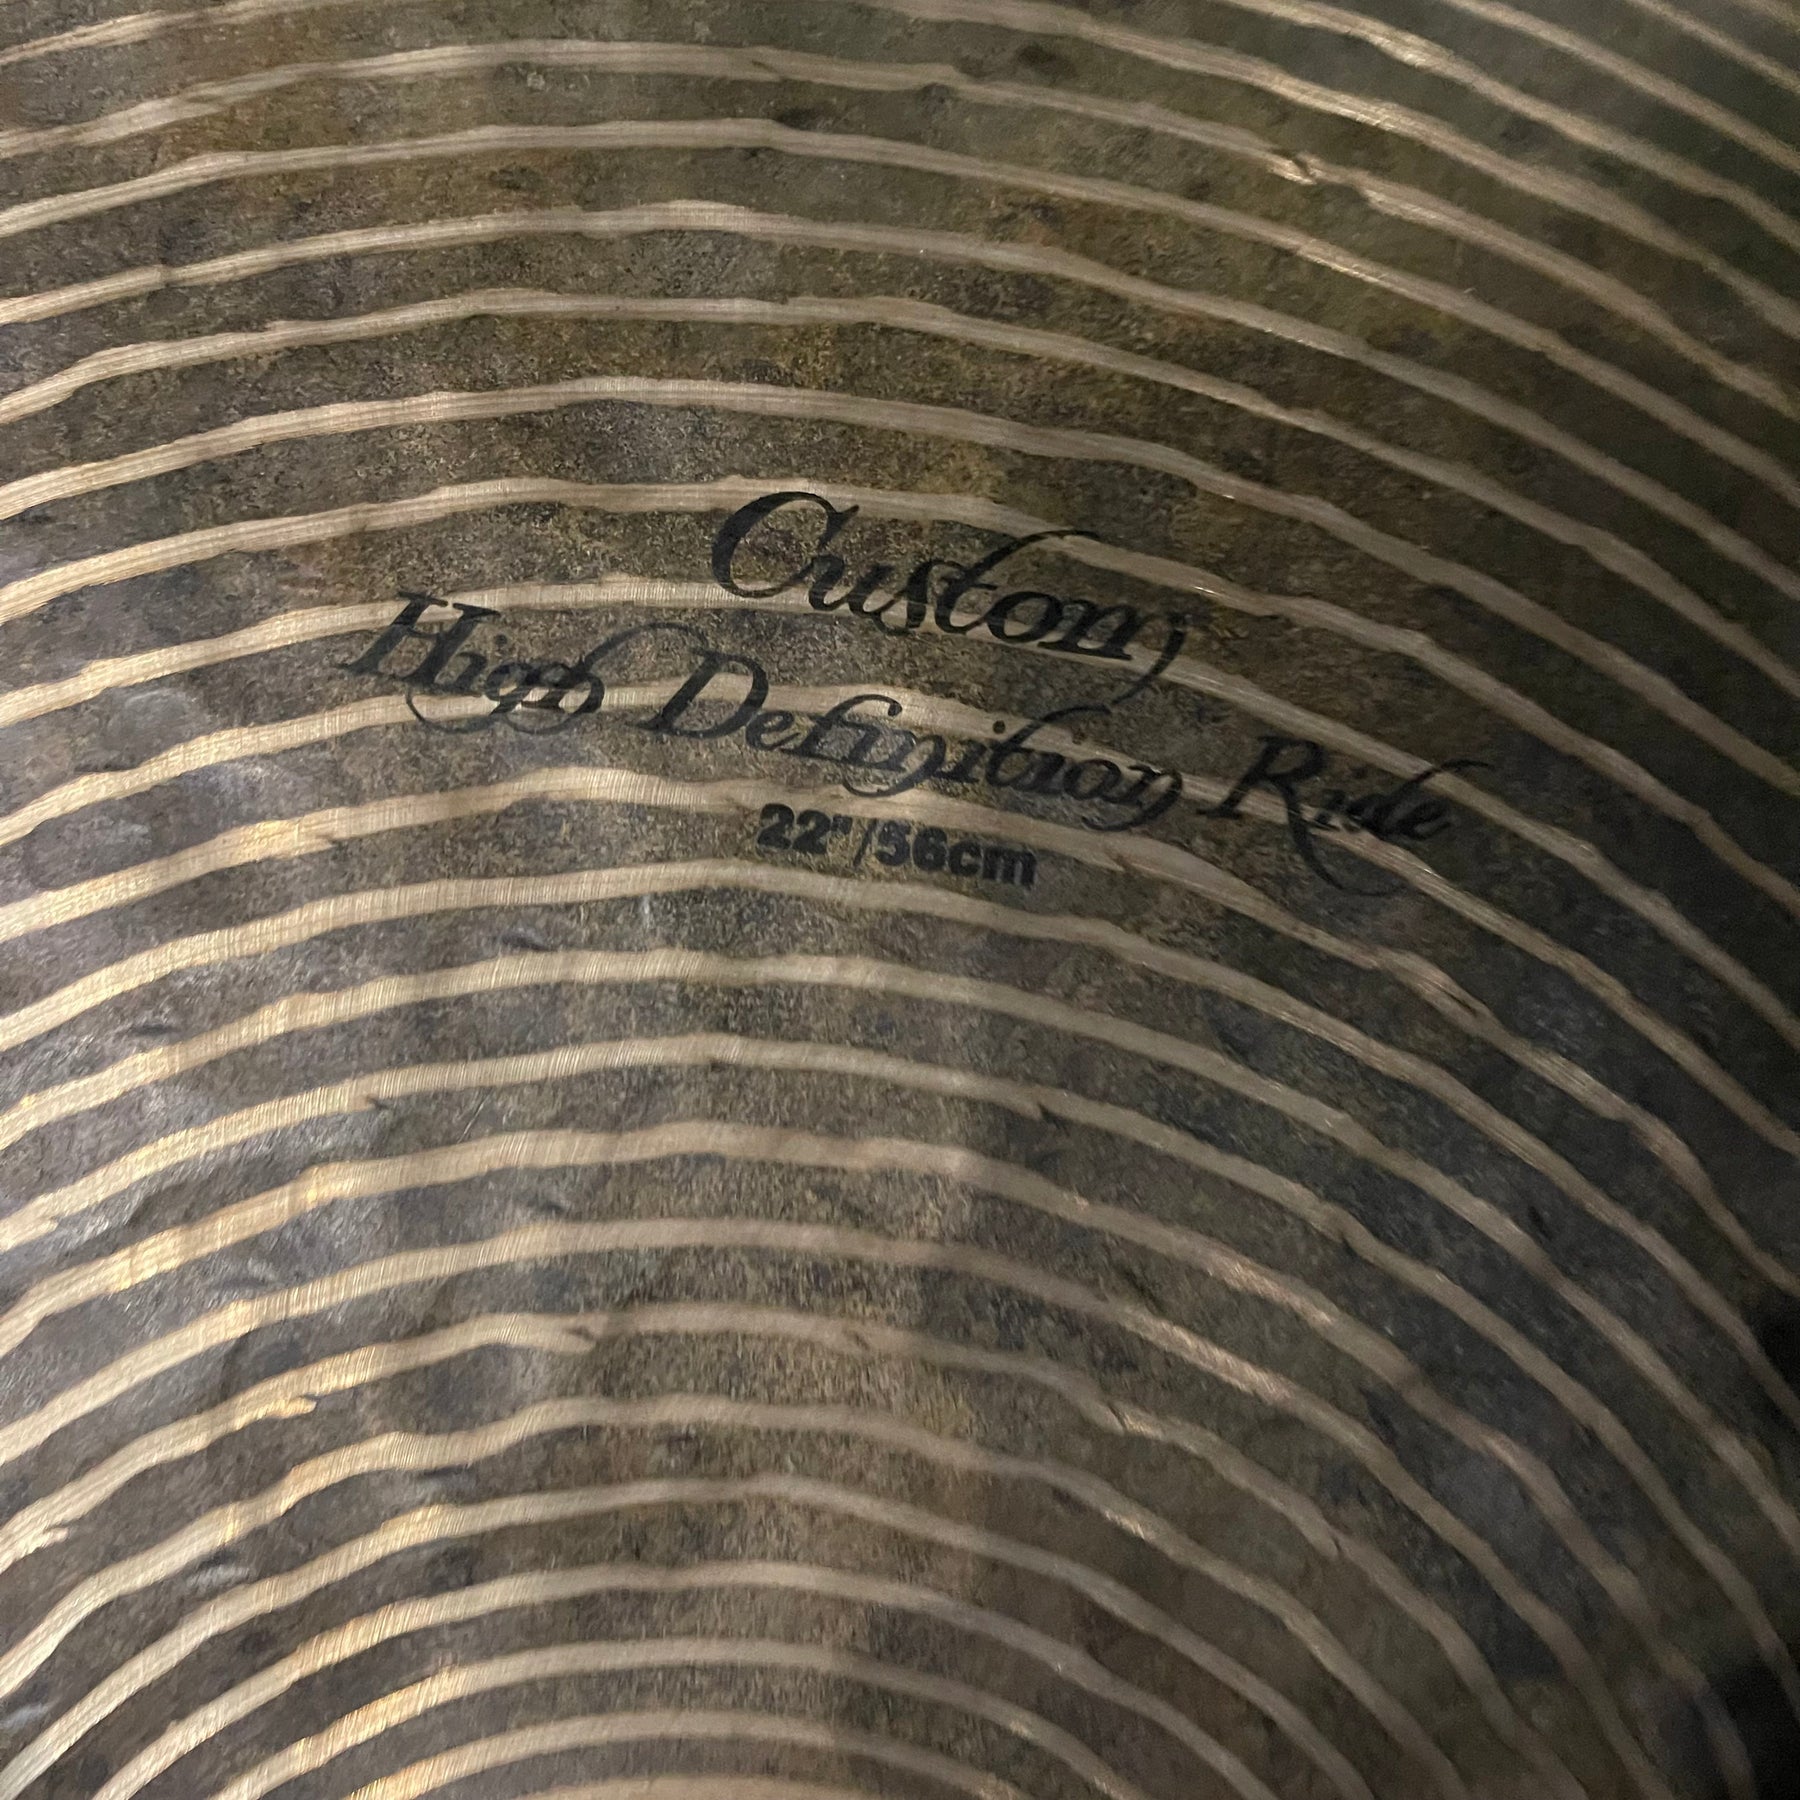 Custom
High Definition Ride
22"/56cm